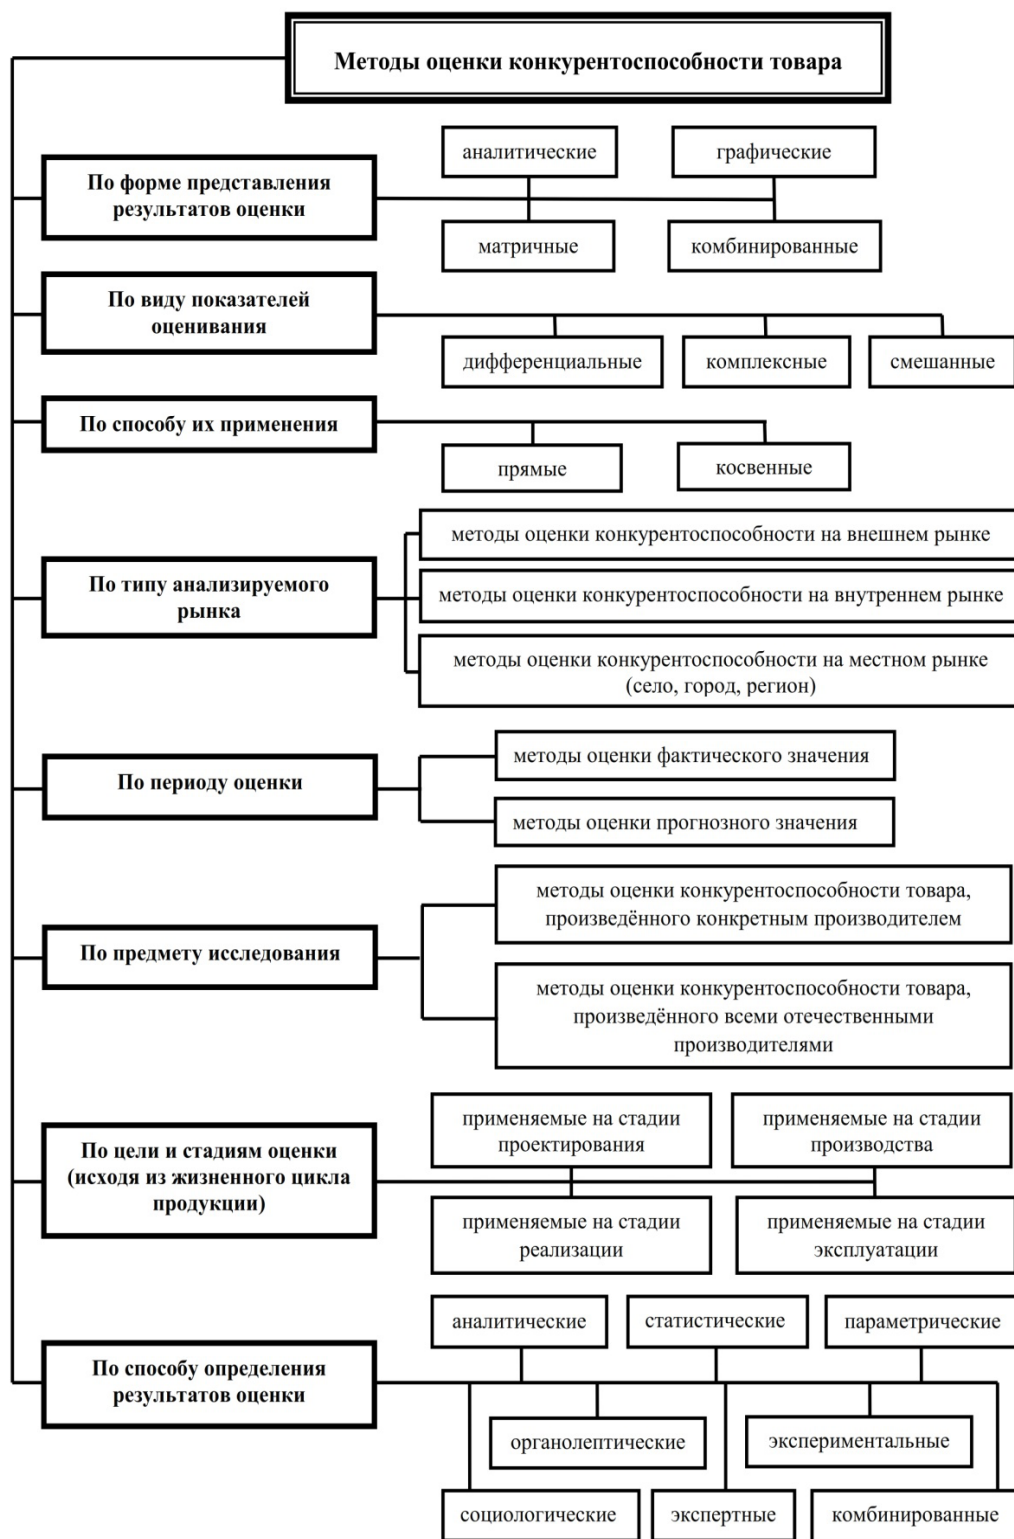 Методы оценки конкурентоспособности товара
По форме представления
результатов оценки
аналитические
графические
матричные
комбинированные
По виду показателей
оценивания
дифференциальные
комплексные
смешанные
По способу их применения
прямые
косвенные
По типу анализируемого
рынка
методы оценки конкурентоспособности на внешнем рынке
методы оценки конкурентоспособности на внутреннем рынке
методы оценки конкурентоспособности на местном рынке
(село, город, регион)
По периоду оценки
методы оценки фактического значения
методы оценки прогнозного значения
По предмету исследования
методы оценки конкурентоспособности товара,
произведённого конкретным производителем
методы оценки конкурентоспособности товара,
произведённого всеми отечественными
производителями
По цели и стадиям оценки
(исходя из жизненного цикла
продукции)
применяемые на стадии
проектирования
применяемые на стадии
производства
применяемые на стадии
реализации
применяемые на стадии
эксплуатации
По способу определения
результатов оценки
аналитические
статистические
параметрические
органолептические
экспериментальные
социологические
экспертные
комбинированные